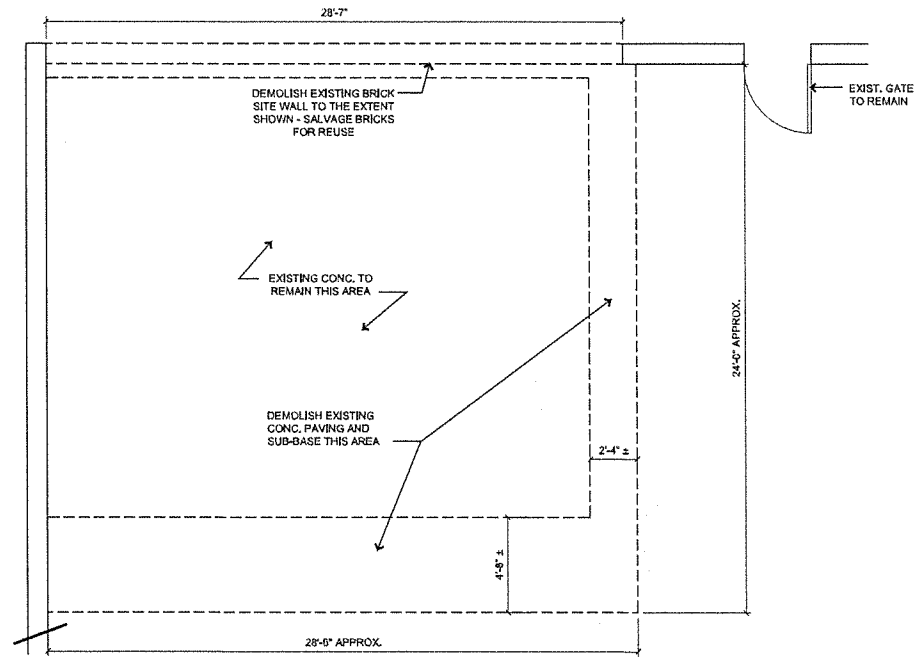 28'-7"
DEMOLISH EXISTING BRICK
SITE WALL TO THE EXTENT
SHOWN - SALVAGE BRICKS
FOR REUSE
EXIST. GATE
TO REMAIN
EXISTING CONC. TO
REMAIN THIS AREA
APPROX.
DEMOLISH EXISTING
CONC. PAVING AND
SUB-BASE THIS AREA
2'-4" ±
4'-8" ±
28'-6" APPROX.